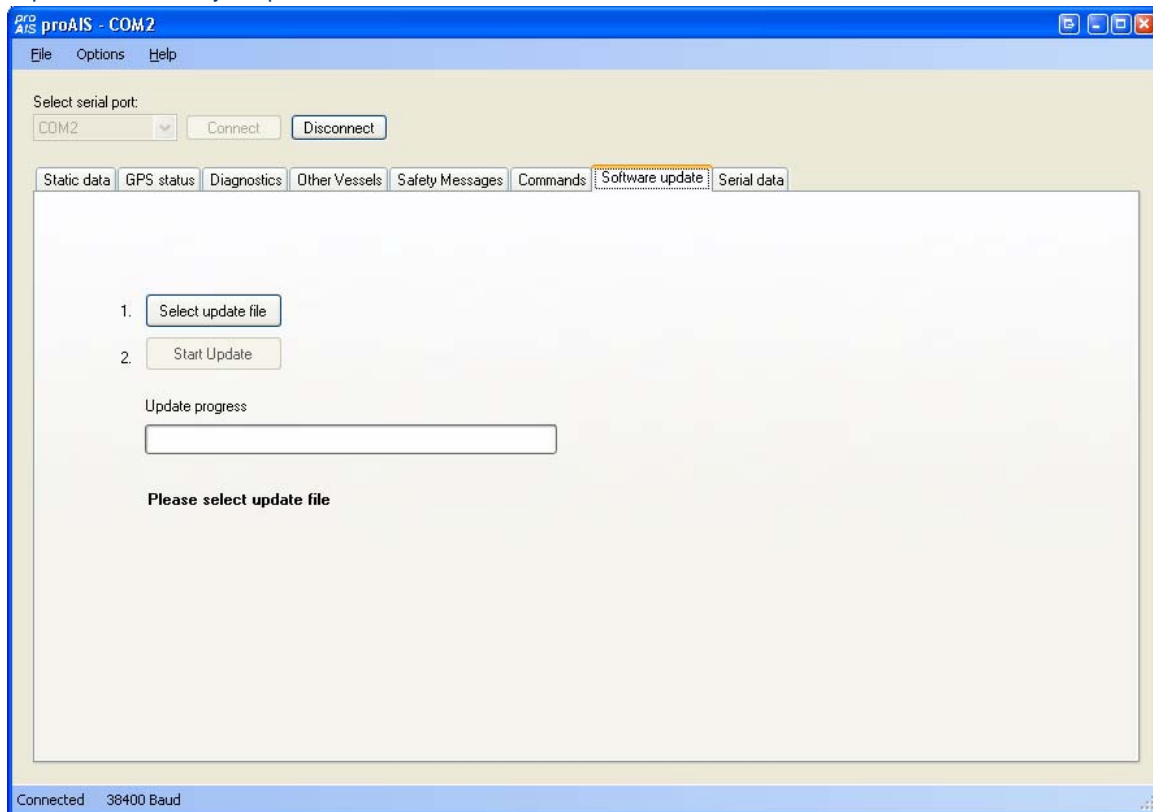 pro AIS proAIS - COM2
File Options Help
Select serial port:
COM2 Connect Disconnect
Static data GPS status Diagnostics Other Vessels Safety Messages Commands Software update Serial data
1. Select update file
2. Start Update
Update progress
Please select update file
Connected 38400 Baud